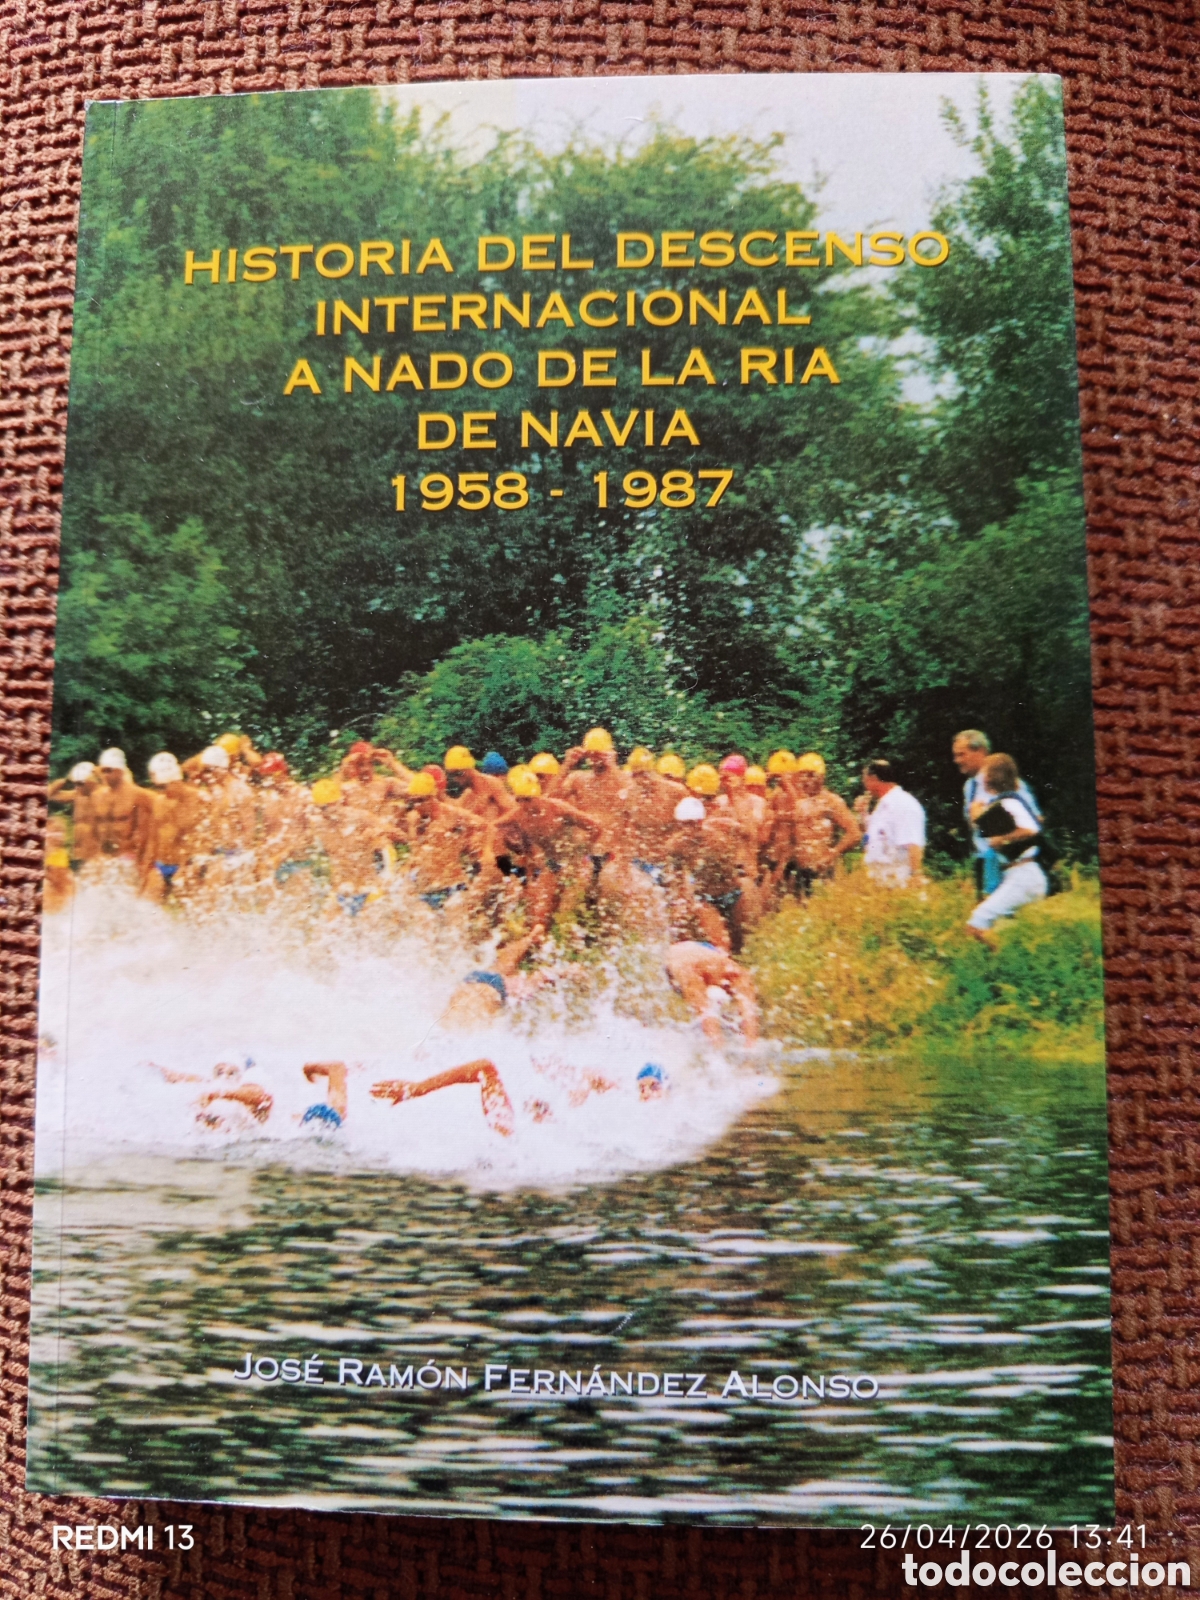 HISTORIA DEL DESCENSO
INTERNACIONAL
A NADO DE LA RIA
DE NAVIA
1958 - 1987
JOSÉ RAMÓN FERNÁNDEZ ALONSO
REDMI 13
26/04/2026 13:41
todocoleccion